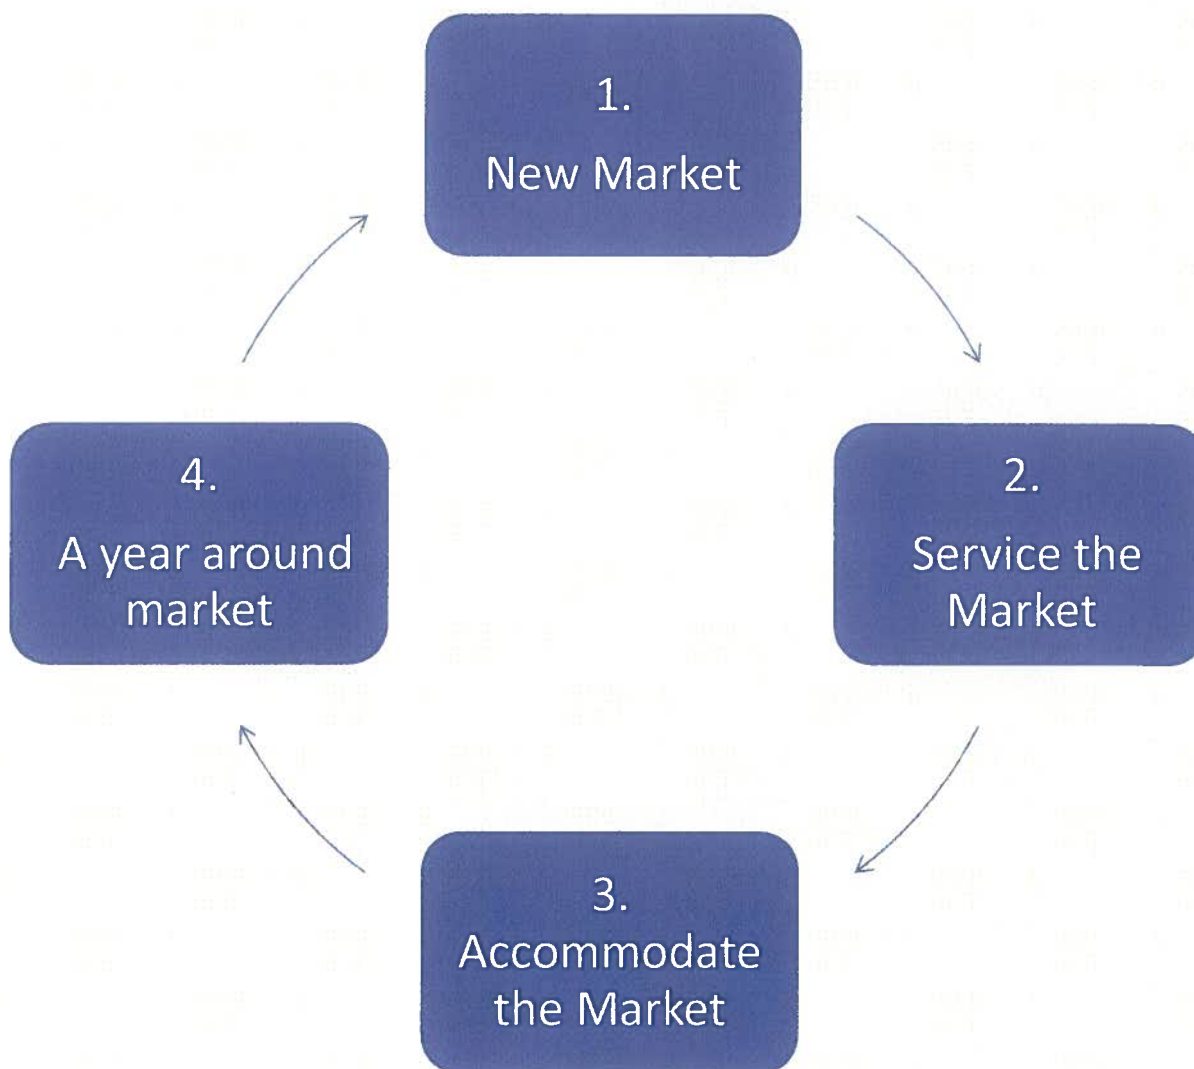 1.
New Market
2.
Service the
Market
3.
Accommodate
the Market
4.
A year around
market